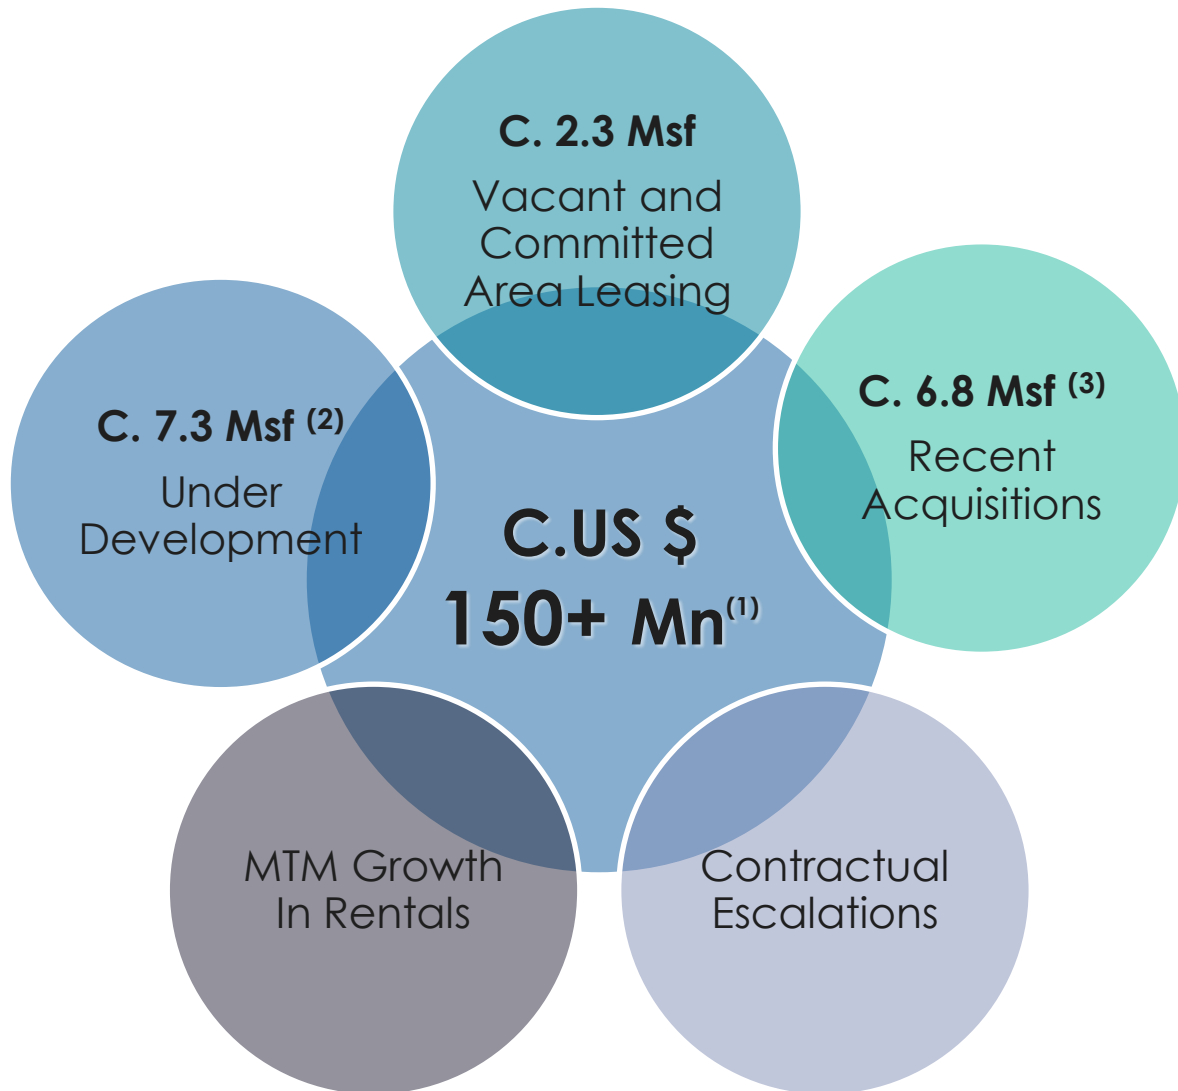 C. 2.3 Msf
Vacant and
Committed
Area Leasing
C. 6.8 Msf (3)
Recent
Acquisitions
C. 7.3 Msf (2)
Under
Development
C.US $
150+ Mn(1)
MTM Growth
In Rentals
Contractual
Escalations